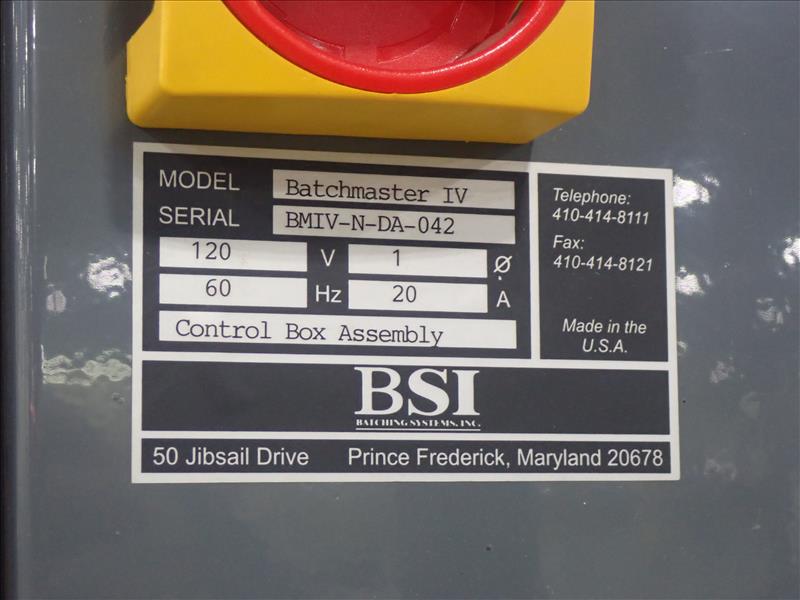 MODEL Batchmaster IV
SERIAL BMIV-N-DA-042
120 V 1 Ø
60 Hz 20 A
Control Box Assembly
Telephone:
410-414-8111
Fax:
410-414-8121
Made in the
U.S.A.
BSI
BATCHING SYSTEMS, INC.
50 Jibsail Drive Prince Frederick, Maryland 20678